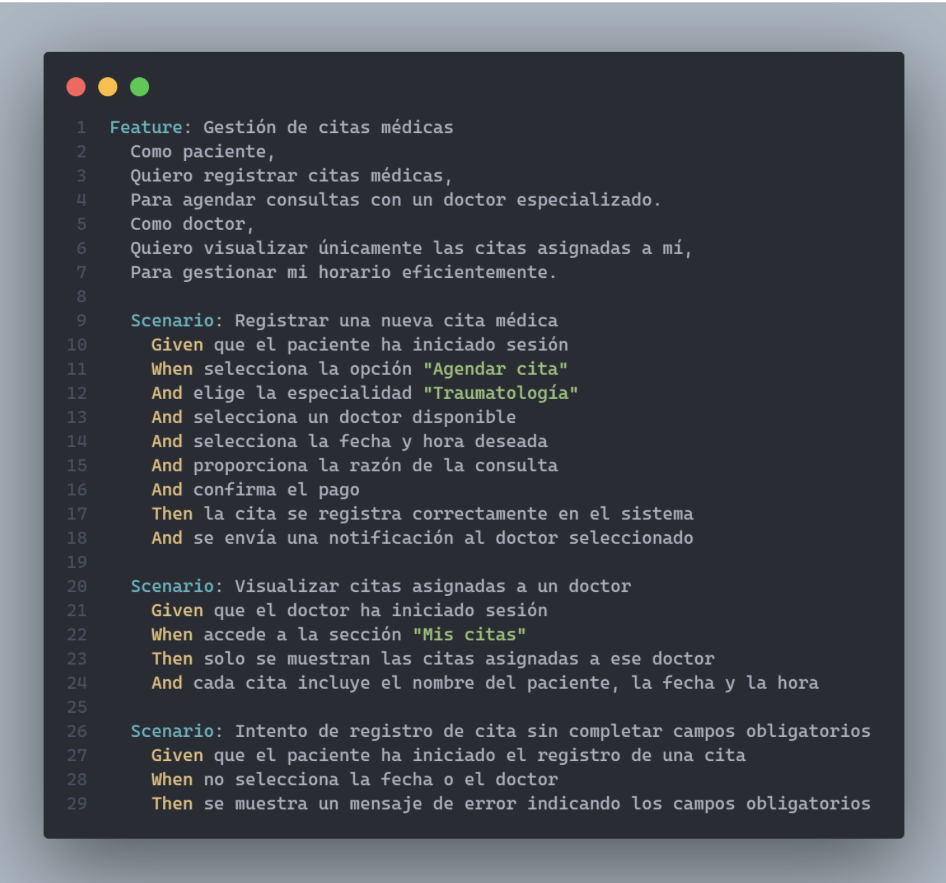 1 Feature: Gestión de citas médicas
2 Como paciente,
3 Quiero registrar citas médicas,
4 Para agendar consultas con un doctor especializado.
5 Como doctor,
6 Quiero visualizar únicamente las citas asignadas a mí,
7 Para gestionar mi horario eficientemente.
8
9 Scenario: Registrar una nueva cita médica
10 Given que el paciente ha iniciado sesión
11 When selecciona la opción "Agendar cita"
12 And elige la especialidad "Traumatología"
13 And selecciona un doctor disponible
14 And selecciona la fecha y hora deseada
15 And proporciona la razón de la consulta
16 And confirma el pago
17 Then la cita se registra correctamente en el sistema
18 And se envía una notificación al doctor seleccionado
19
20 Scenario: Visualizar citas asignadas a un doctor
21 Given que el doctor ha iniciado sesión
22 When accede a la sección "Mis citas"
23 Then solo se muestran las citas asignadas a ese doctor
24 And cada cita incluye el nombre del paciente, la fecha y la hora
25
26 Scenario: Intento de registro de cita sin completar campos obligatorios
27 Given que el paciente ha iniciado el registro de una cita
28 When no selecciona la fecha o el doctor
29 Then se muestra un mensaje de error indicando los campos obligatorios